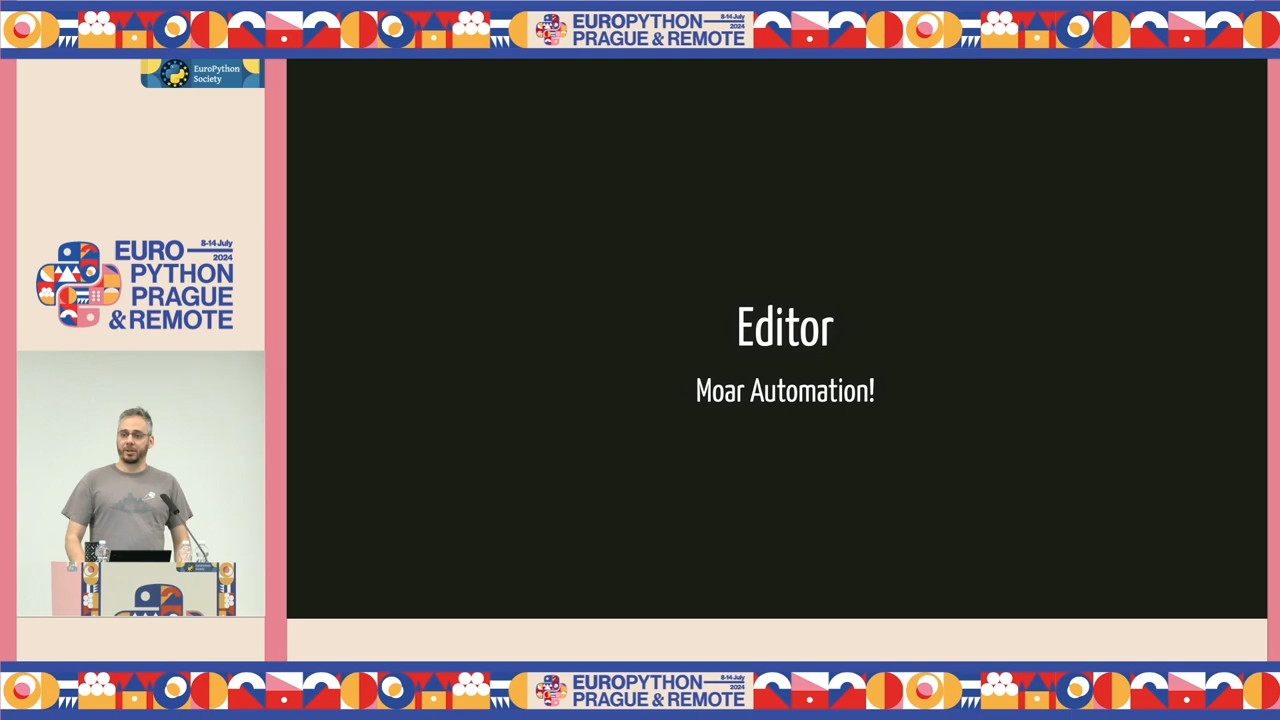 EUROPYTHON 8-14 July
2024
PRAGUE & REMOTE
EuroPython
Society
EURO 8-14 July
2024
PYTHON
PRAGUE
& REMOTE
Editor
Moar Automation!
EUROPYTHON 8-14 July
2024
PRAGUE & REMOTE